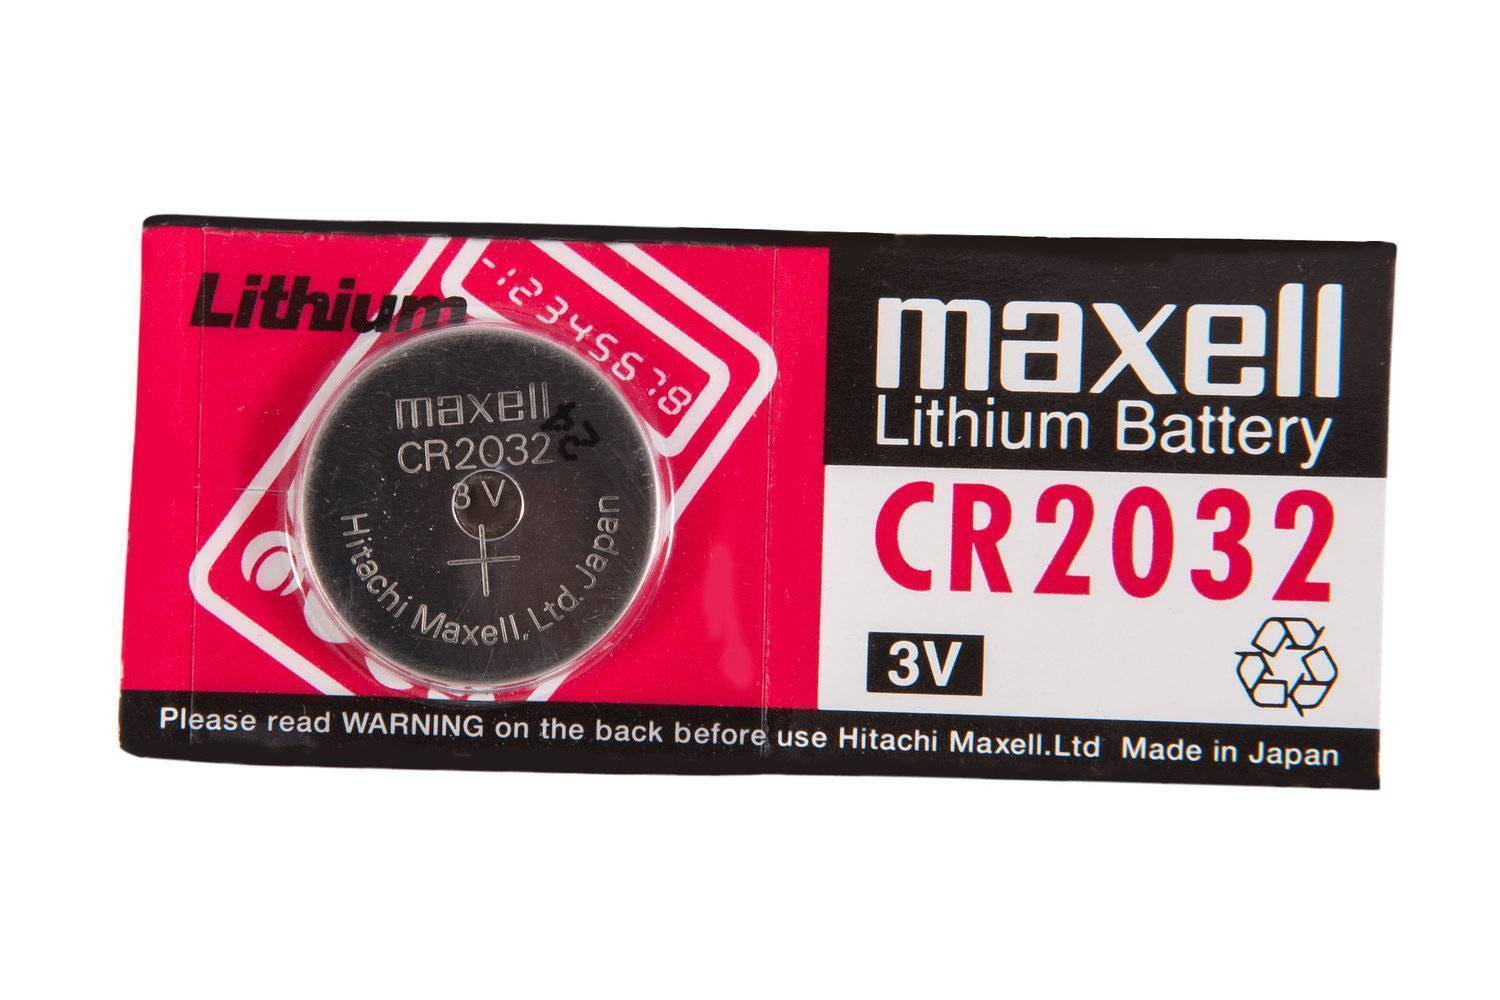 Lithium
-12345678
maxell
CR2032
3V
Hitachi Maxell, Ltd. Japan
maxell
Lithium Battery
CR2032
3V
Please read WARNING on the back before use Hitachi Maxell.Ltd Made in Japan